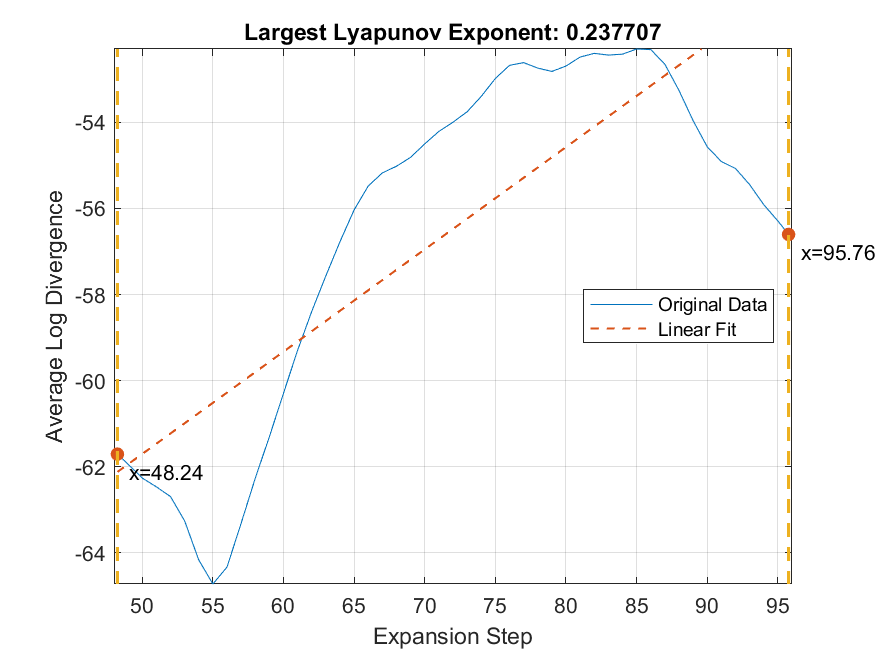 Largest Lyapunov Exponent: 0.237707
-54
-56
-58
-60
-62
-64
Average Log Divergence
x=95.76
Original Data
Linear Fit
x=48.24
50 55 60 65 70 75 80 85 90 95
Expansion Step